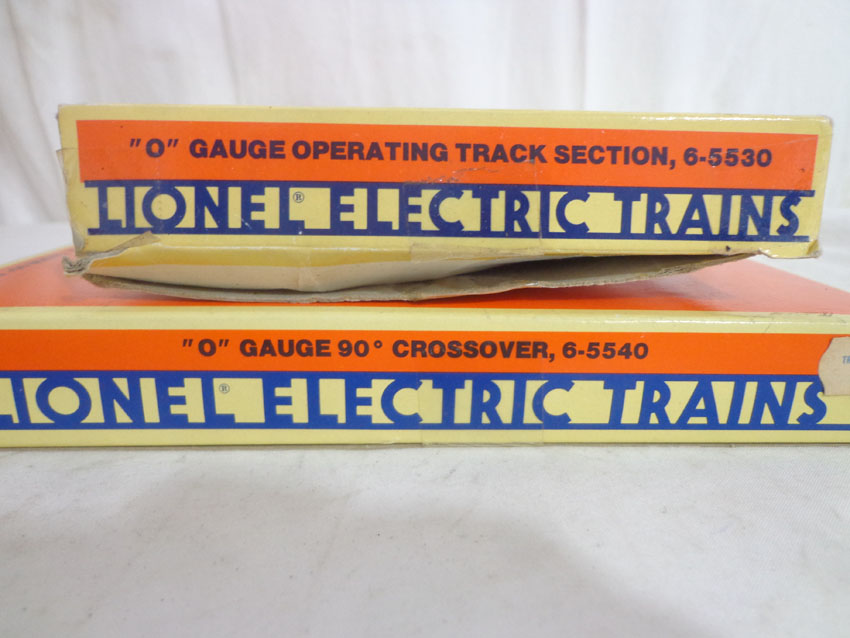 "O" GAUGE OPERATING TRACK SECTION, 6-5530
LIONEL® ELECTRIC TRAINS
"O" GAUGE 90° CROSSOVER, 6-5540
LIONEL® ELECTRIC TRAINS